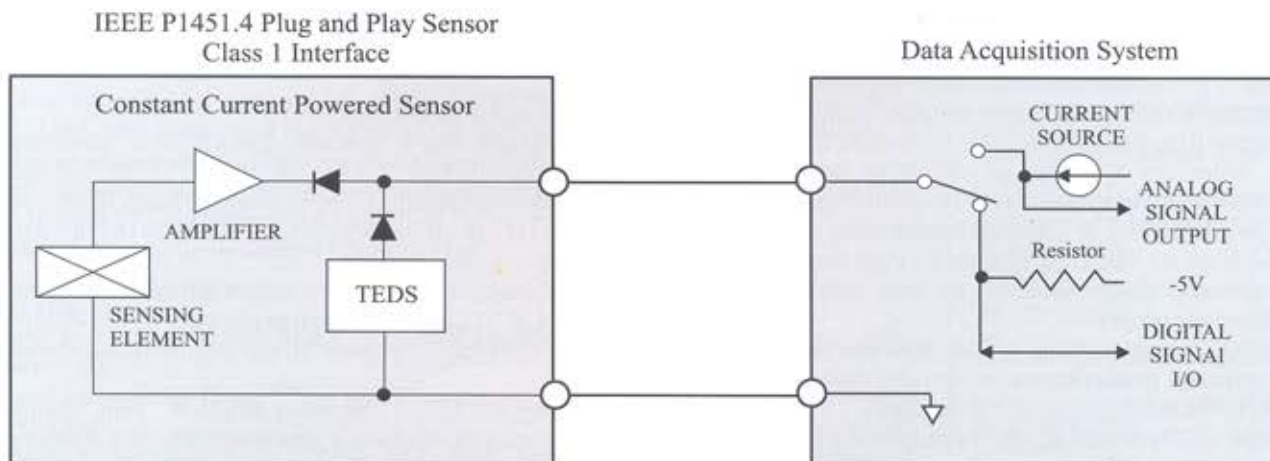 IEEE P1451.4 Plug and Play Sensor
Class 1 Interface
Constant Current Powered Sensor
AMPLIFIER
SENSING
ELEMENT
TEDS
Data Acquisition System
CURRENT
SOURCE
ANALOG
SIGNAL
OUTPUT
Resistor
-5V
DIGITAL
SIGNAI
I/O